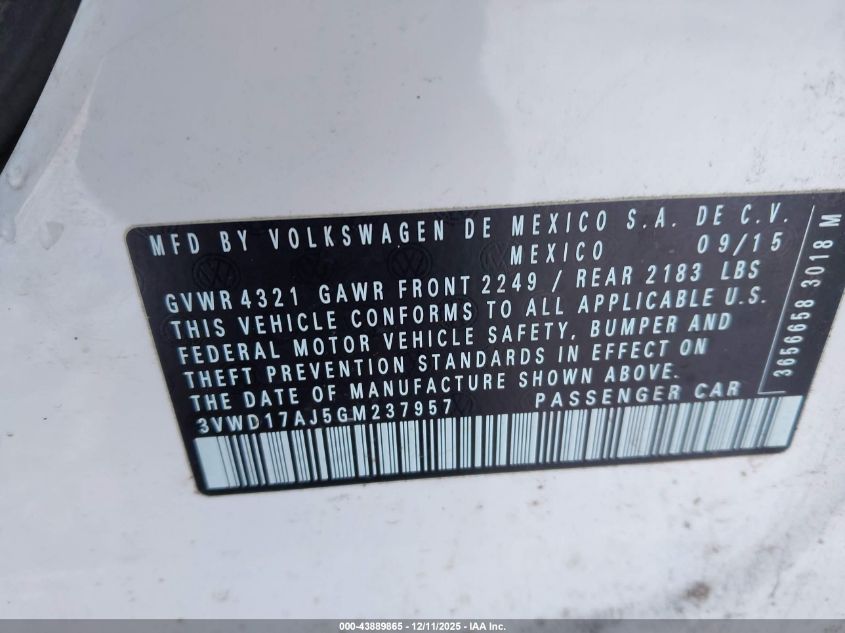 MFD BY VOLKSWAGEN DE MEXICO S.A. DE C.V.
MEXICO 09/15
GVWR 4321 GAWR FRONT 2249 / REAR 2183 LBS
THIS VEHICLE CONFORMS TO ALL APPLICABLE U.S.
FEDERAL MOTOR VEHICLE SAFETY, BUMPER AND
THEFT PREVENTION STANDARDS IN EFFECT ON
THE DATE OF MANUFACTURE SHOWN ABOVE.
3VWD17AJ5GM237957 PASSENGER CAR
3656658 3018 M
000-43889865 - 12/11/2025 - IAA Inc.